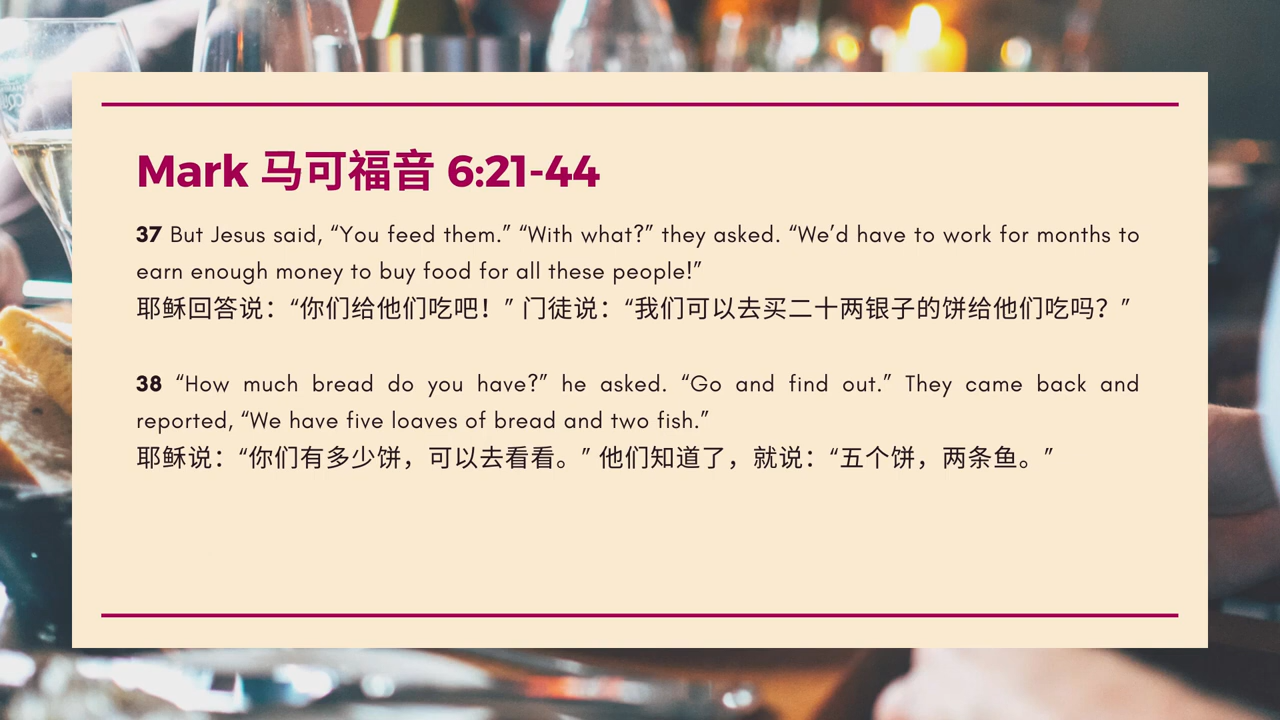 Mark 马可福音 6:21-44
37 But Jesus said, “You feed them.” “With what?” they asked. “We’d have to work for months to
earn enough money to buy food for all these people!”
耶稣回答说：“你们给他们吃吧！” 门徒说：“我们可以去买二十两银子的饼给他们吃吗？”
38 “How much bread do you have?” he asked. “Go and find out.” They came back and
reported, “We have five loaves of bread and two fish.”
耶稣说：“你们有多少饼，可以去看看。” 他们知道了，就说：“五个饼，两条鱼。”